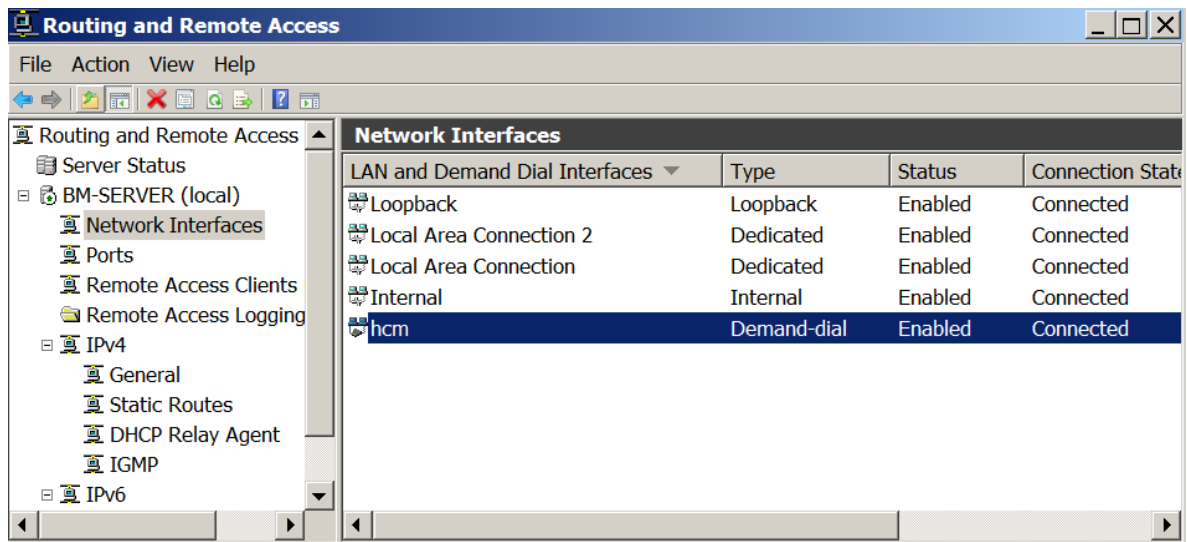 Routing and Remote Access
File Action View Help
Routing and Remote Access
Server Status
BM-SERVER (local)
Network Interfaces
Ports
Remote Access Clients
Remote Access Logging
IPv4
General
Static Routes
DHCP Relay Agent
IGMP
IPv6
Network Interfaces
LAN and Demand Dial Interfaces Type Status Connection State
Loopback Loopback Enabled Connected
Local Area Connection 2 Dedicated Enabled Connected
Local Area Connection Dedicated Enabled Connected
Internal Internal Enabled Connected
hcm Demand-dial Enabled Connected